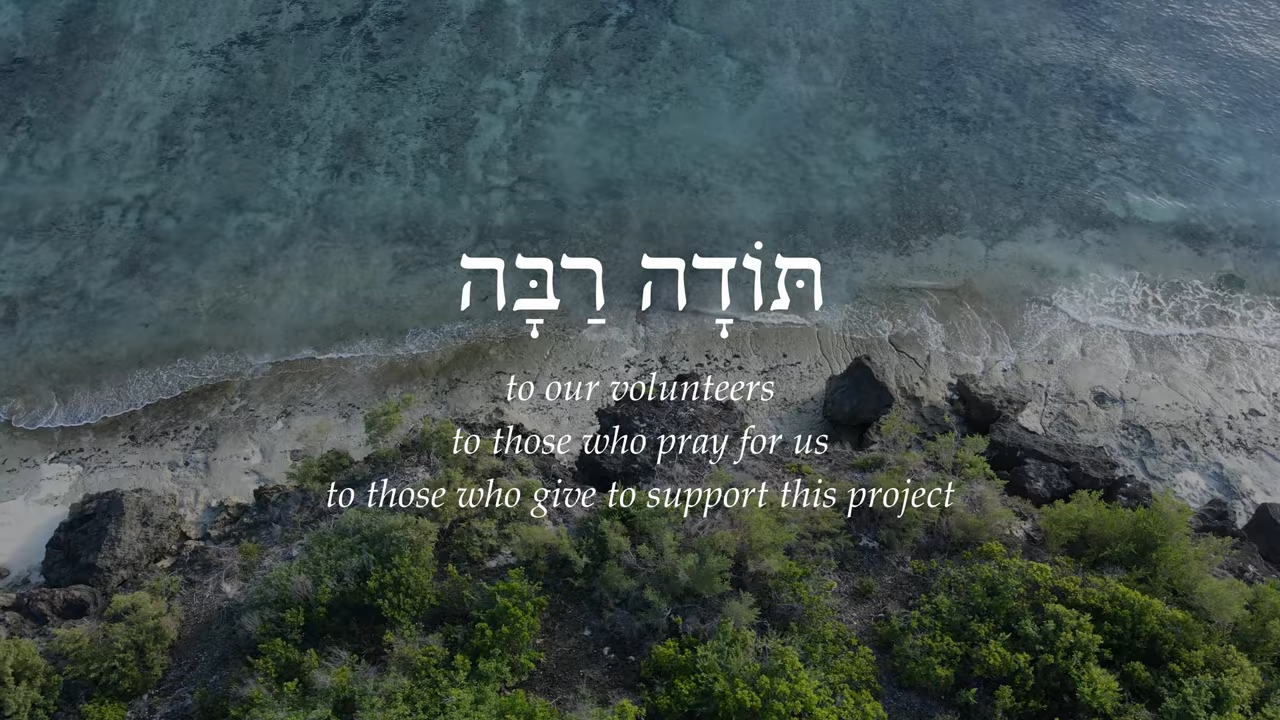 תּוֹדָה רַבָּה
to our volunteers
to those who pray for us
to those who give to support this project